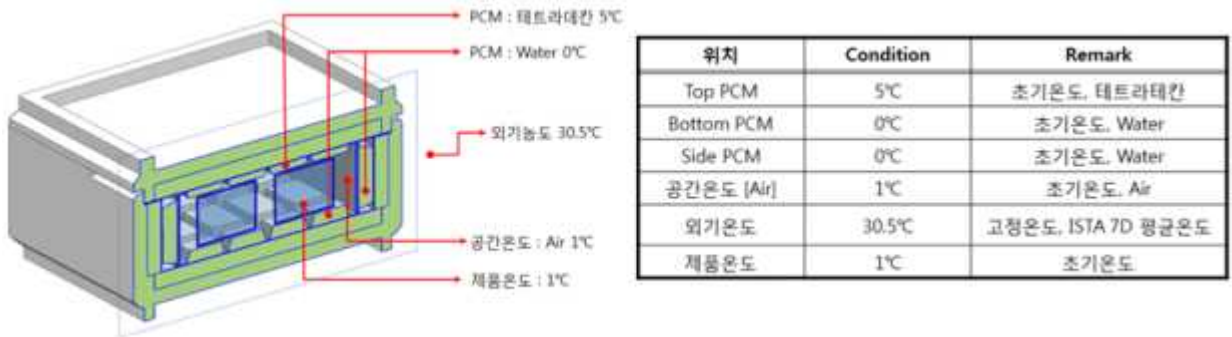 PCM : 테트라데칸 5℃
PCM : Water 0℃
외기농도 30.5℃
공간온도 : Air 1℃
제품온도 : 1℃
위치 Condition Remark
Top PCM 5℃ 초기온도, 테트라테칸
Bottom PCM 0℃ 초기온도, Water
Side PCM 0℃ 초기온도, Water
공간온도 [Air] 1℃ 초기온도, Air
외기온도 30.5℃ 고정온도, ISTA 7D 평균온도
제품온도 1℃ 초기온도